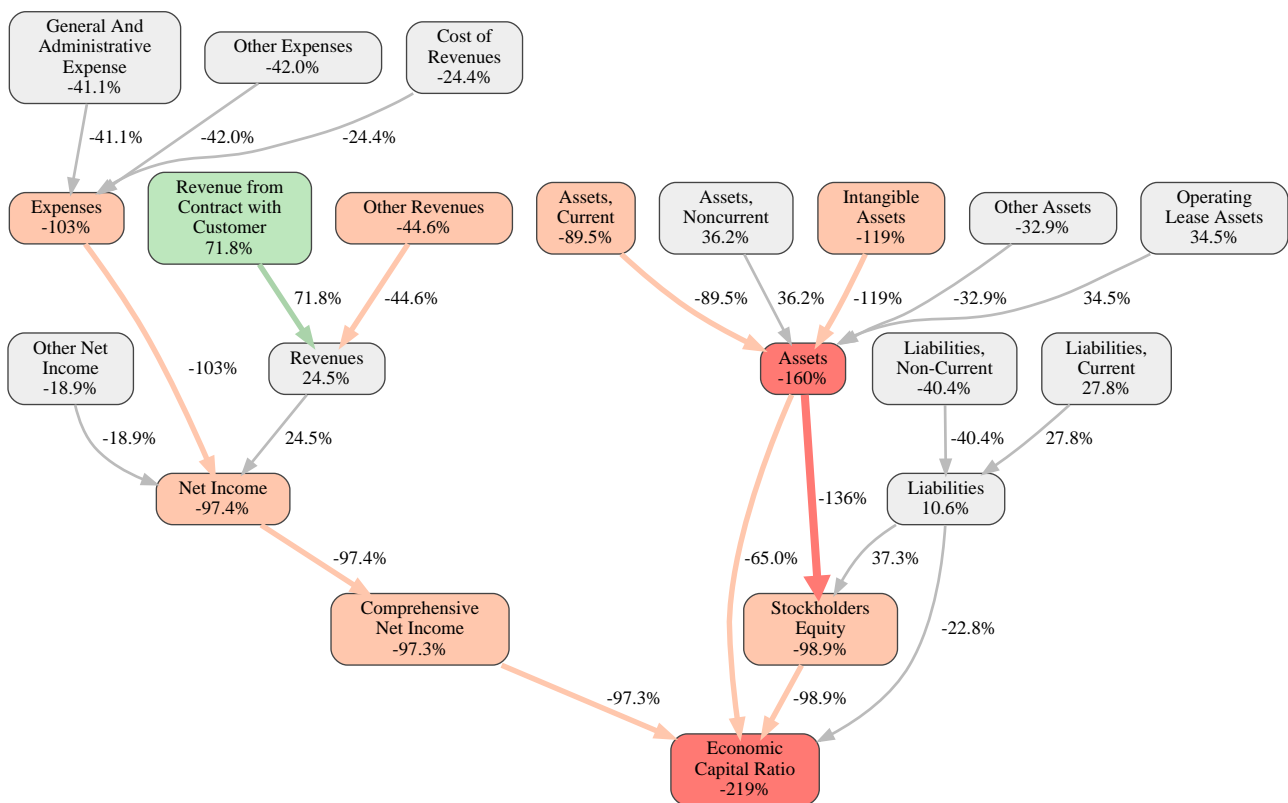 General And
Administrative
Expense
-41.1%
Other Expenses
-42.0%
Cost of
Revenues
-24.4%
-41.1%
-42.0%
-24.4%
Expenses
-103%
Revenue from
Contract with
Customer
71.8%
Other Revenues
-44.6%
Assets,
Current
-89.5%
Assets,
Noncurrent
36.2%
Intangible
Assets
-119%
Other Assets
-32.9%
Operating
Lease Assets
34.5%
71.8%
-44.6%
-89.5%
36.2%
-119%
-32.9%
34.5%
Other Net
Income
-18.9%
-103%
Revenues
24.5%
Assets
-160%
Liabilities,
Non-Current
-40.4%
Liabilities,
Current
27.8%
-18.9%
24.5%
-40.4%
27.8%
Net Income
-97.4%
-136%
Liabilities
10.6%
-97.4%
-65.0%
37.3%
Comprehensive
Net Income
-97.3%
Stockholders
Equity
-98.9%
-22.8%
-97.3%
-98.9%
Economic
Capital Ratio
-219%